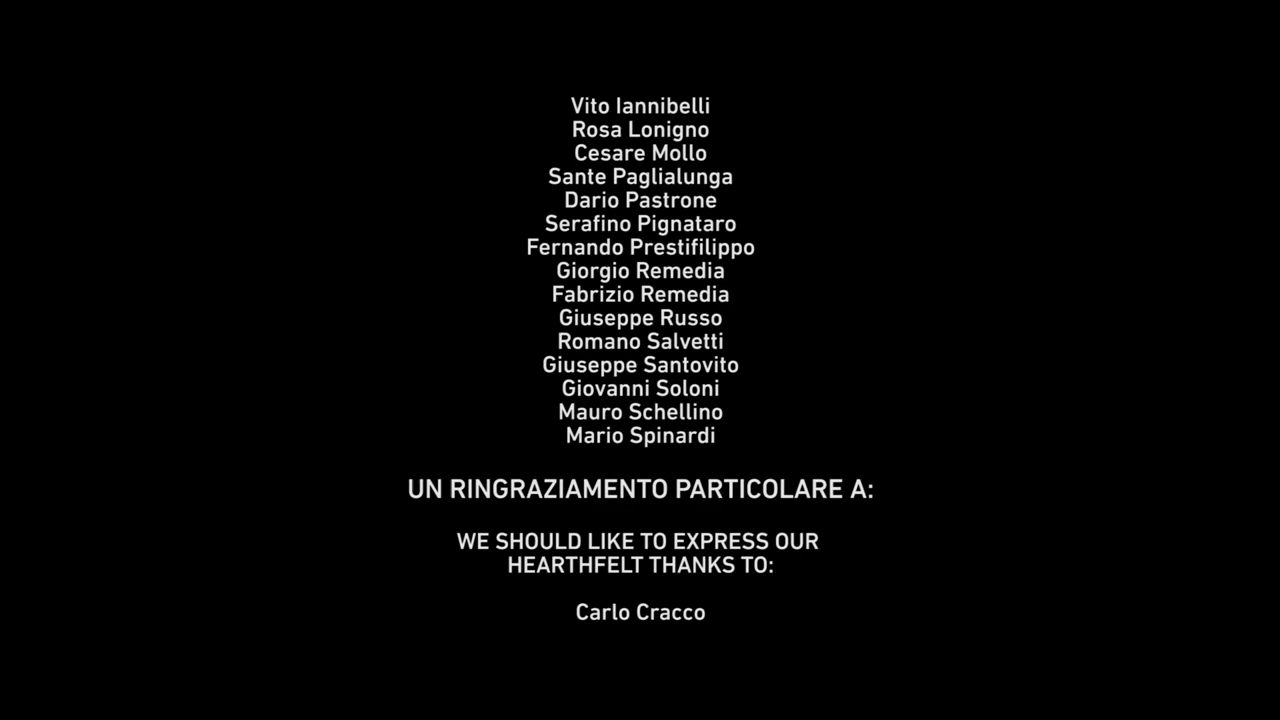 Vito Iannibelli
Rosa Lonigno
Cesare Mollo
Sante Paglialunga
Dario Pastrone
Serafino Pignataro
Fernando Prestifilippo
Giorgio Remedia
Fabrizio Remedia
Giuseppe Russo
Romano Salvetti
Giuseppe Santovito
Giovanni Soloni
Mauro Schellino
Mario Spinardi
UN RINGRAZIAMENTO PARTICOLARE A:
WE SHOULD LIKE TO EXPRESS OUR
HEARTHFELT THANKS TO:
Carlo Cracco